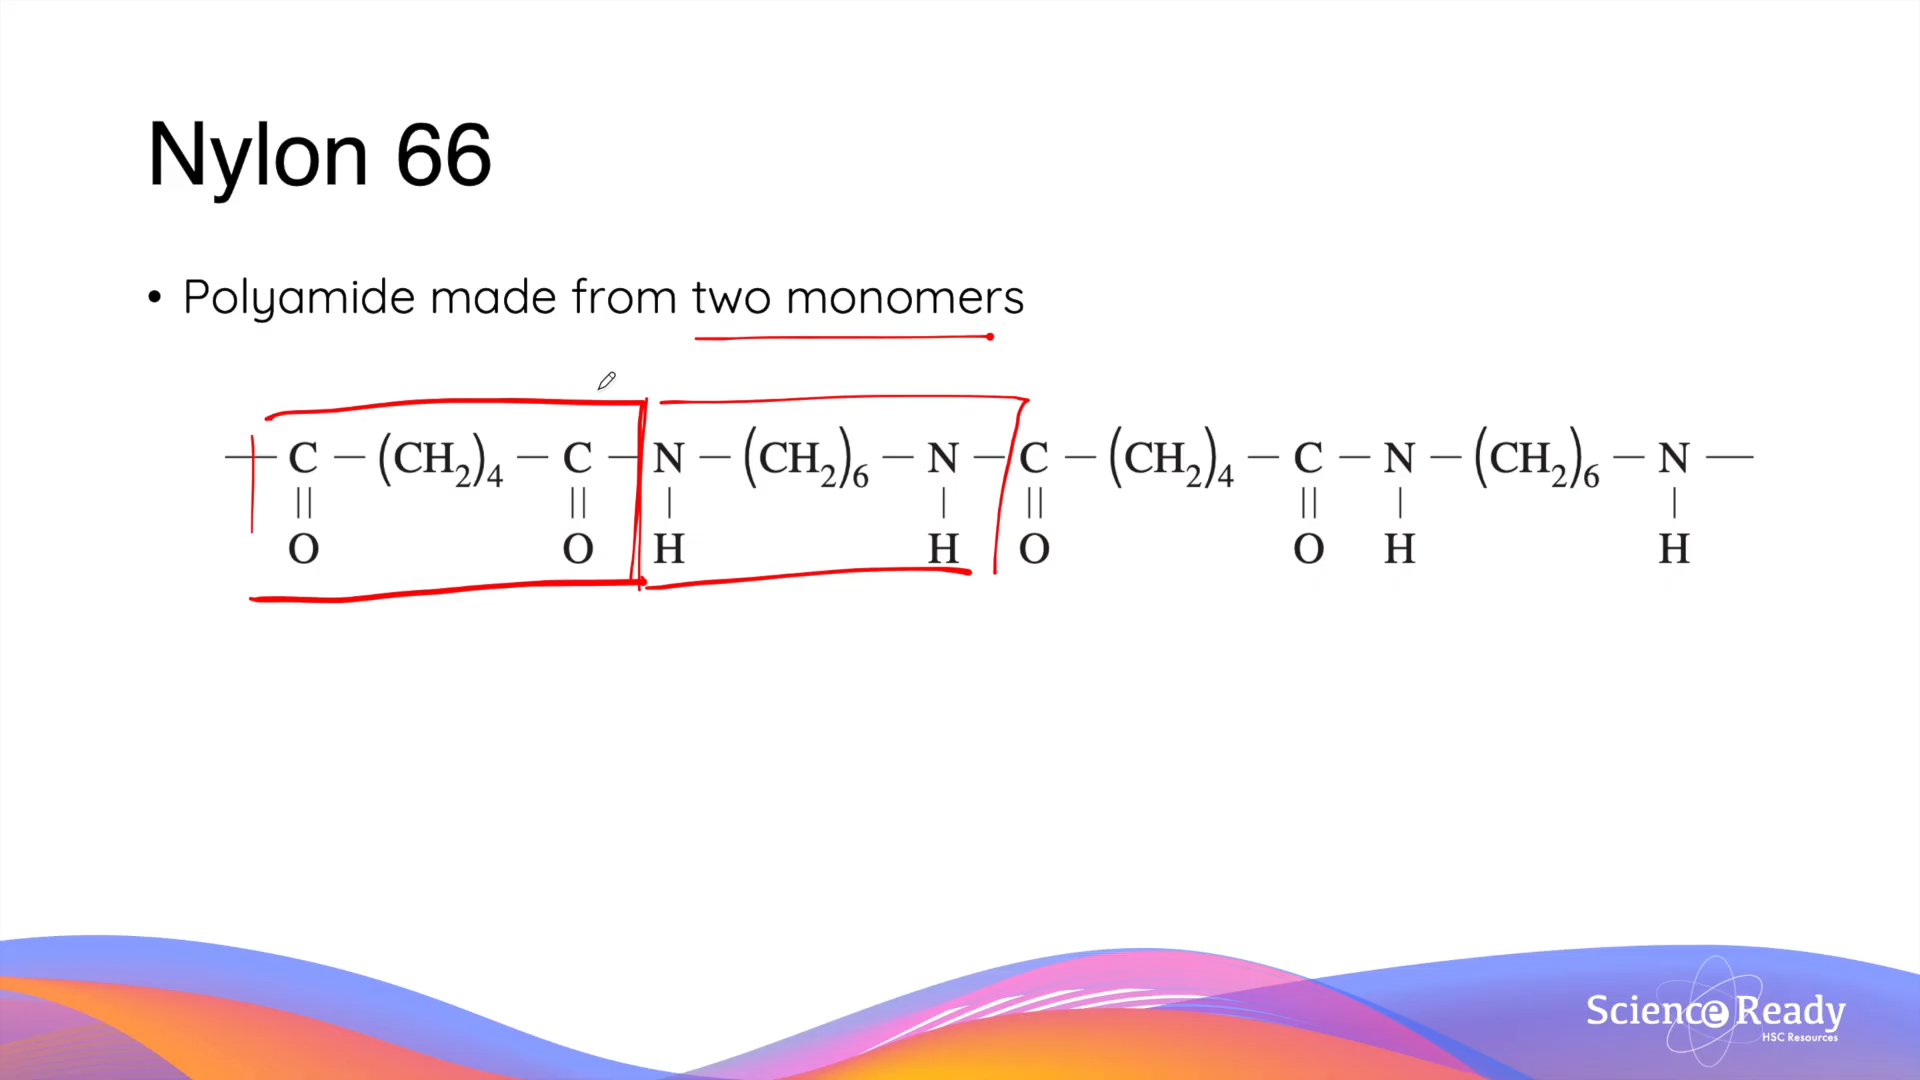 Nylon 66
• Polyamide made from two monomers
— C — (CH₂)₄ — C — N — (CH₂)₆ — N — C — (CH₂)₄ — C — N — (CH₂)₆ — N —
|| || | | || || | |
O O H H O O H H
Science Ready
HSC Resources